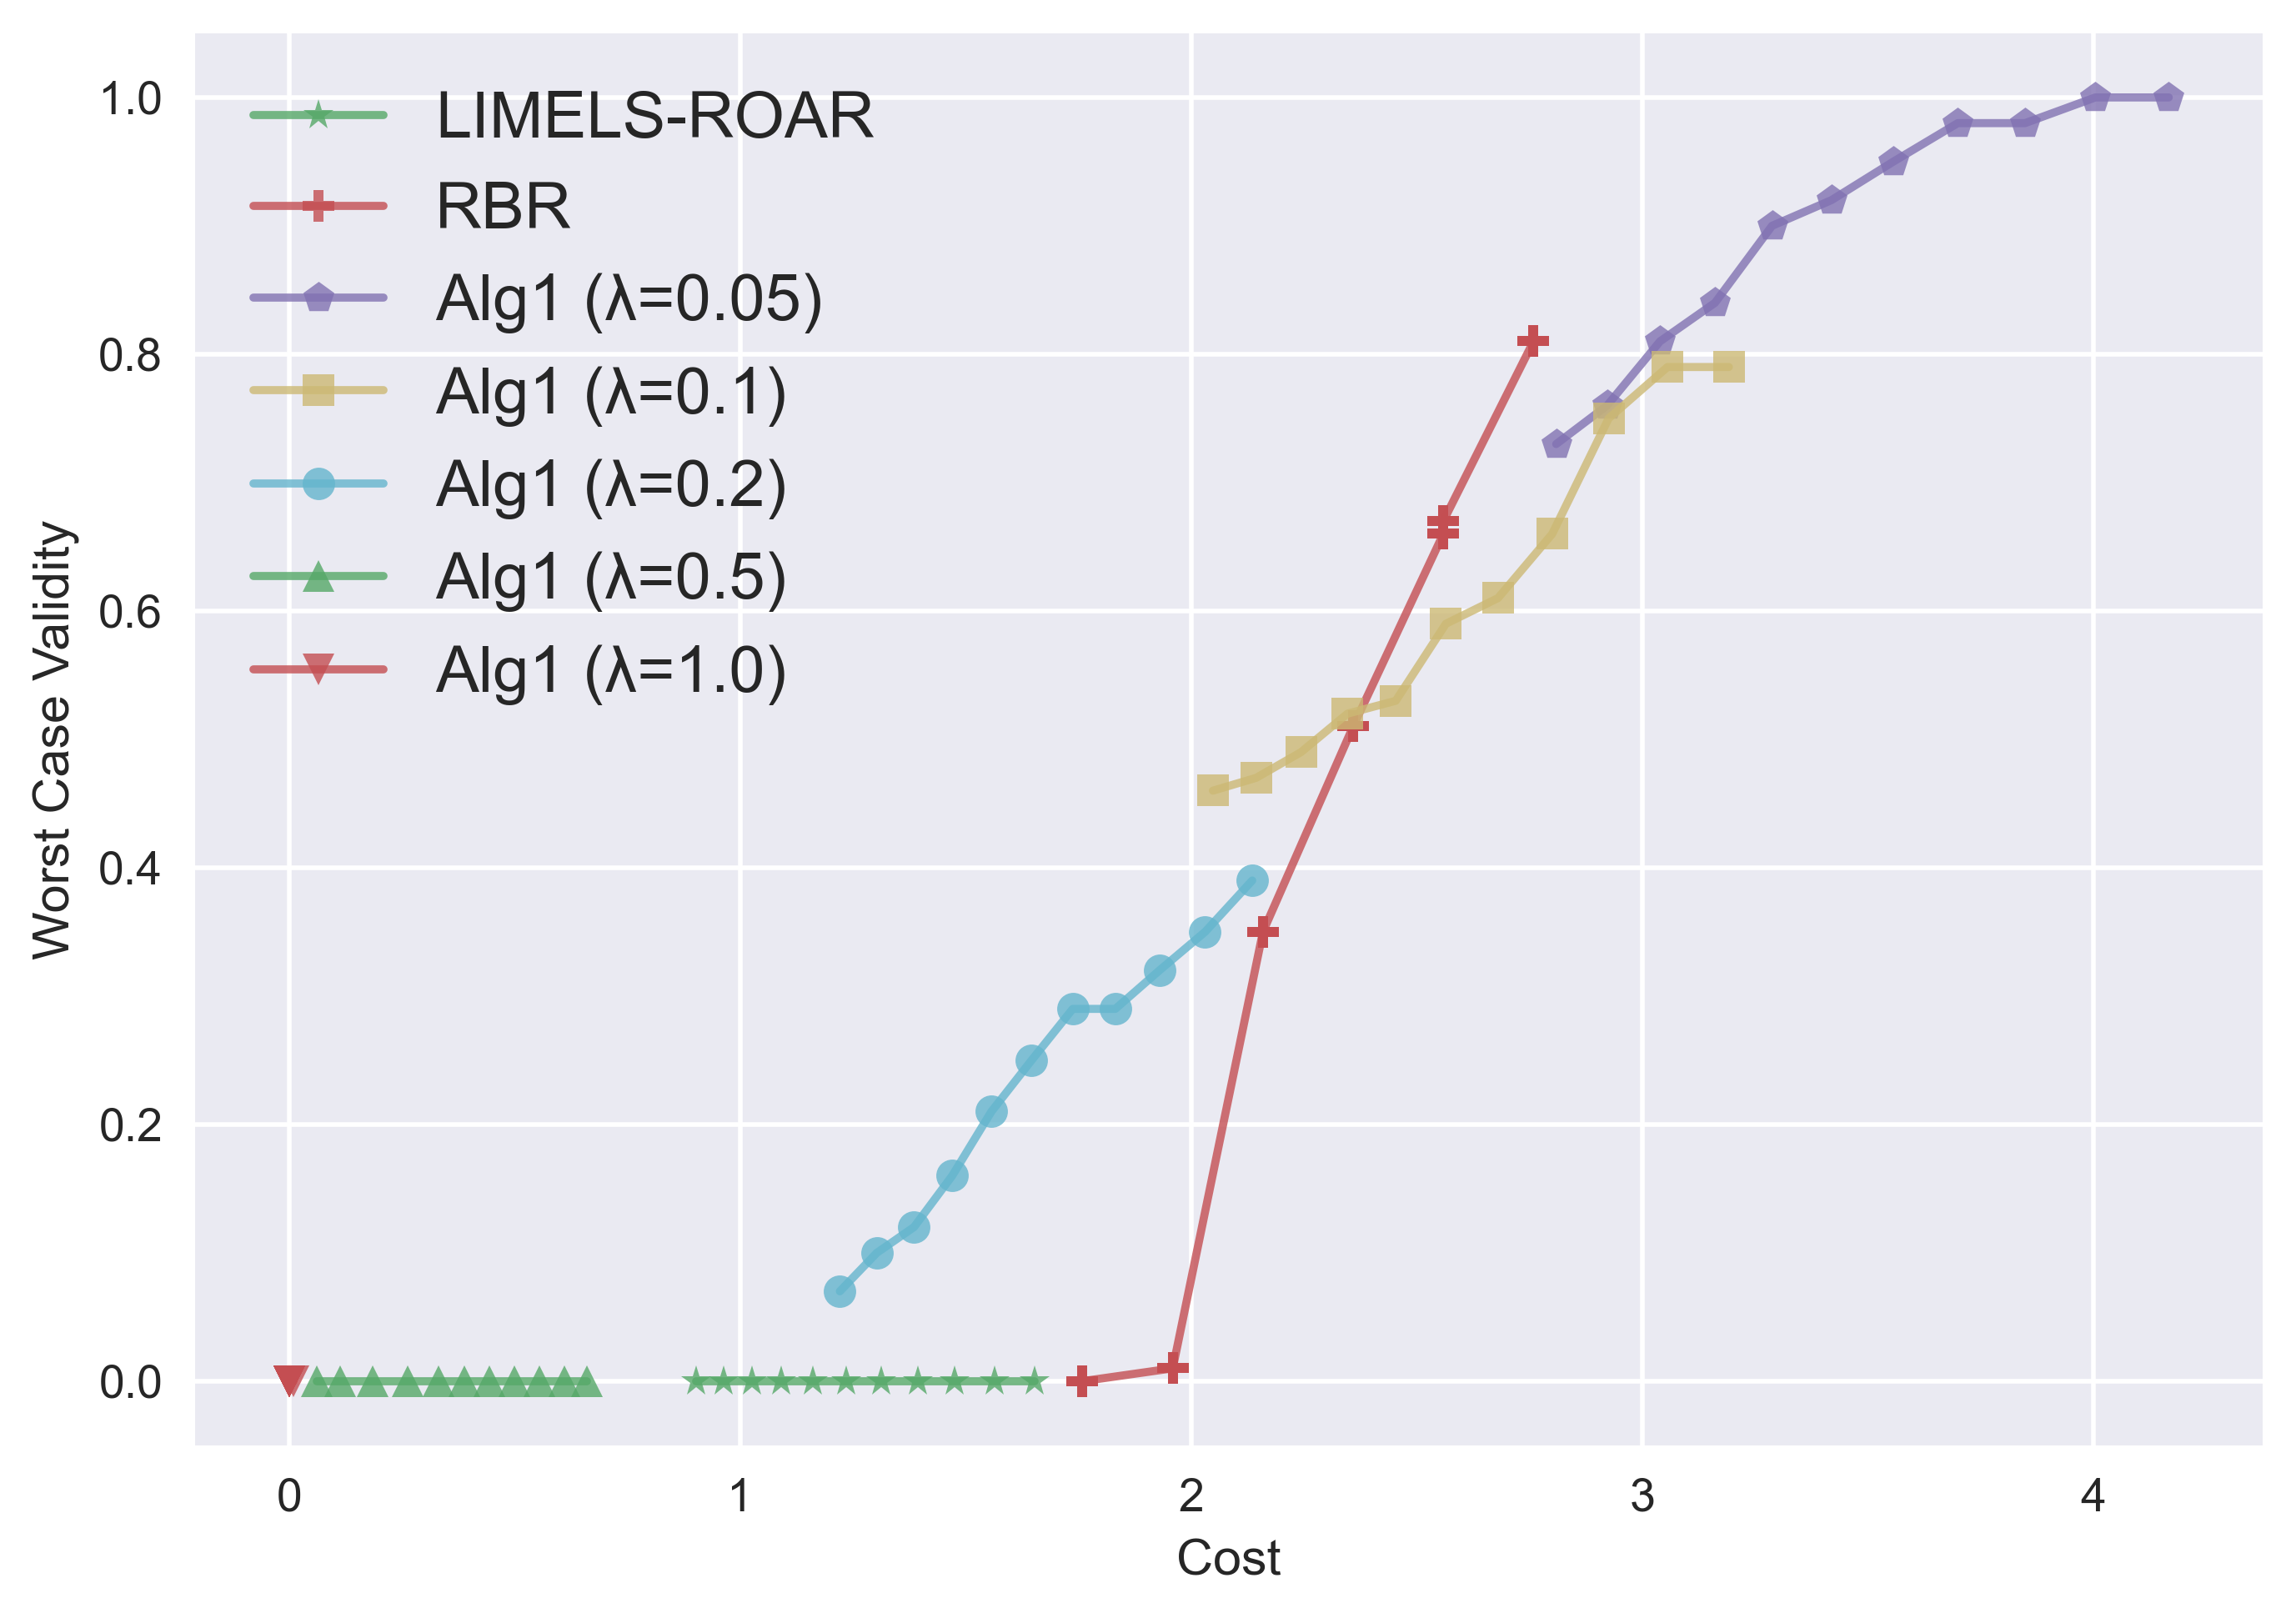 LIMELS-ROAR
RBR
Alg1 (λ=0.05)
Alg1 (λ=0.1)
Alg1 (λ=0.2)
Alg1 (λ=0.5)
Alg1 (λ=1.0)
Worst Case Validity
1.0
0.8
0.6
0.4
0.2
0.0
0 1 2 3 4
Cost